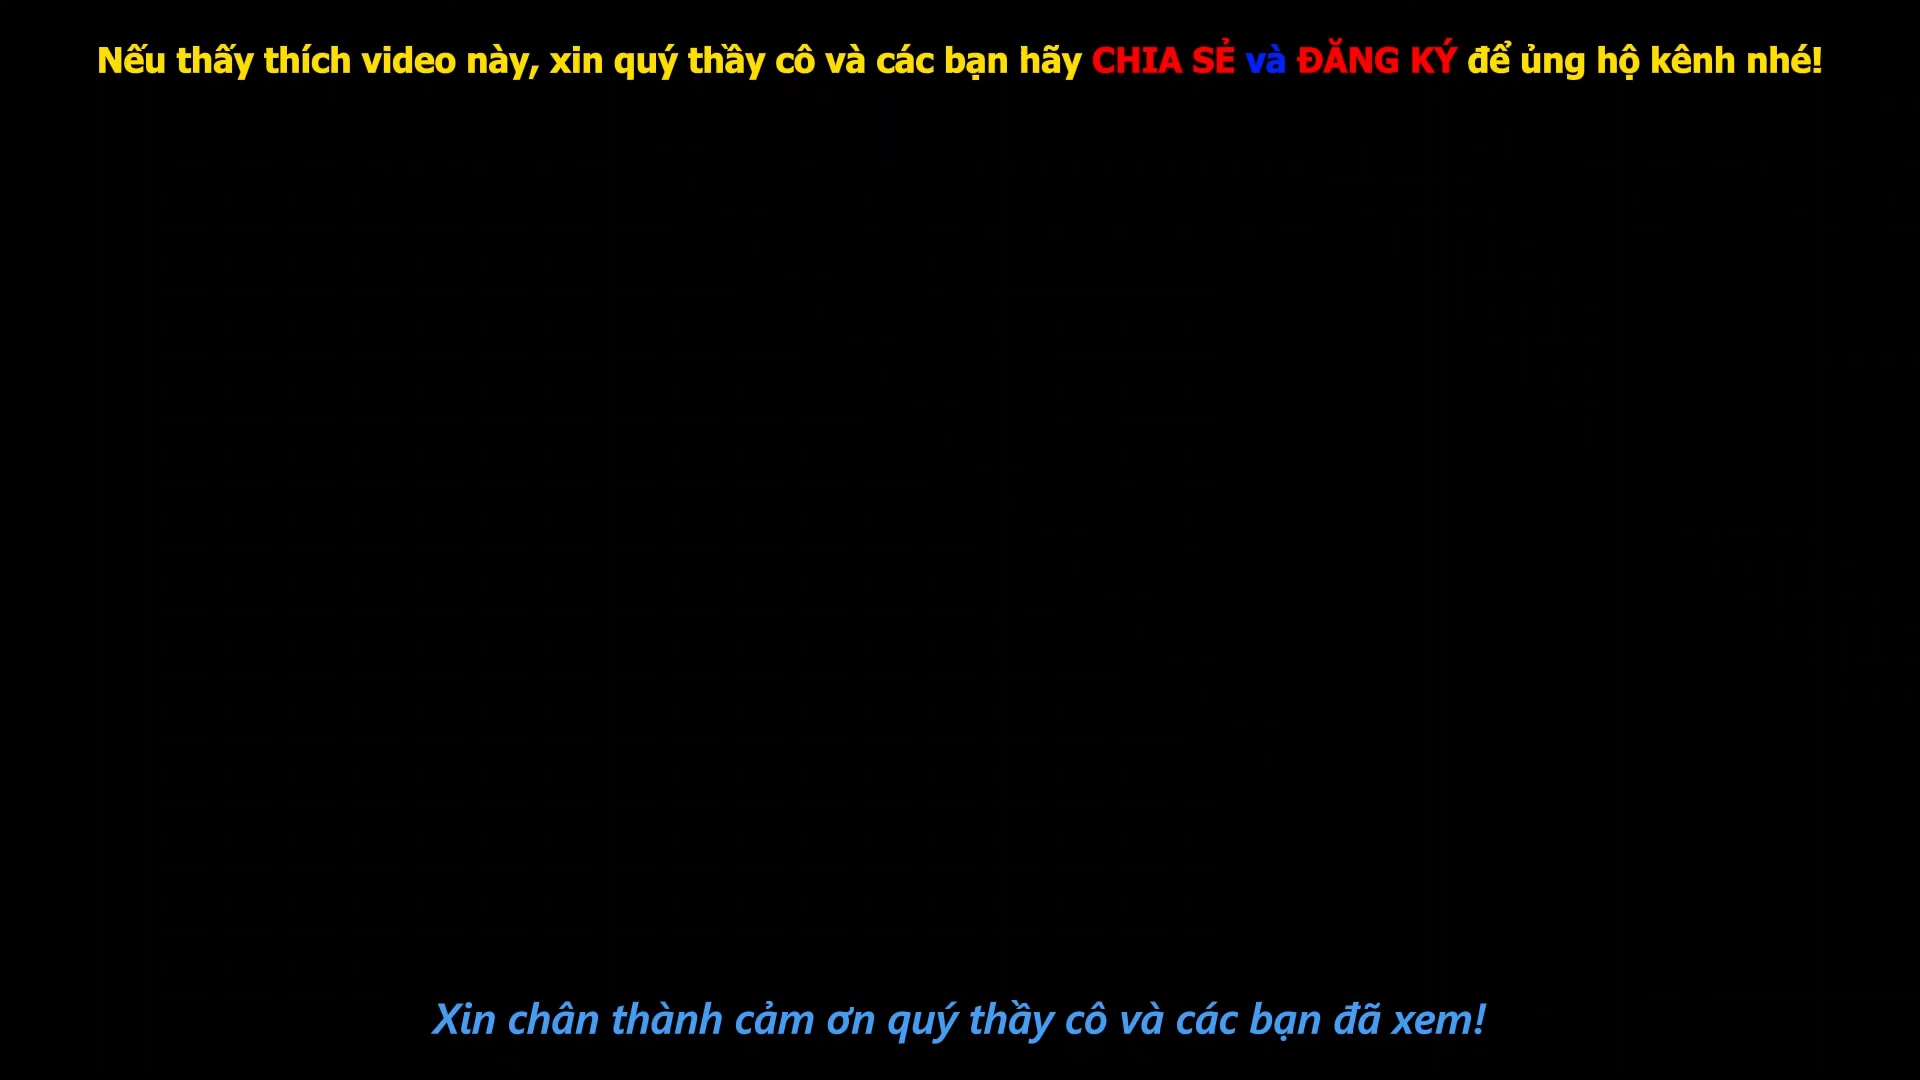 Nếu thấy thích video này, xin quý thầy cô và các bạn hãy CHIA SẺ và ĐĂNG KÝ để ủng hộ kênh nhé!
Xin chân thành cảm ơn quý thầy cô và các bạn đã xem!